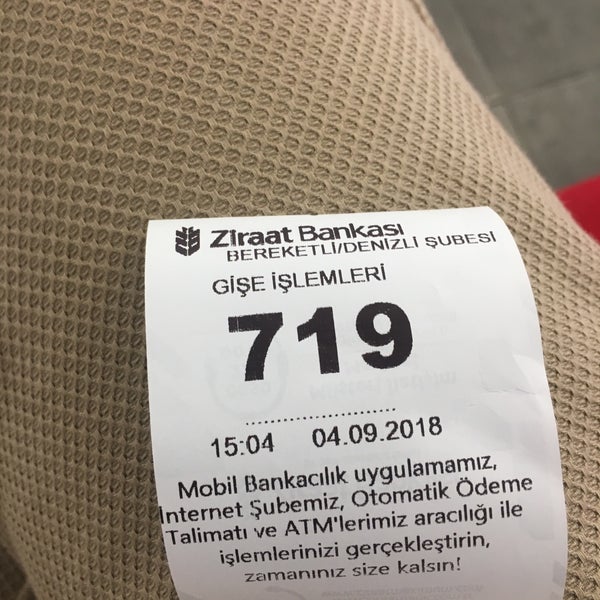 Ziraat Bankası
BEREKETLİ/DENİZLİ ŞUBESİ
GİŞE İŞLEMLERİ
719
15:04 04.09.2018
Mobil Bankacılık uygulamamız,
İnternet Şubemiz, Otomatik Ödeme
Talimatı ve ATM'lerimiz aracılığı ile
işlemlerinizi gerçekleştirin,
zamanınız size kalsın!